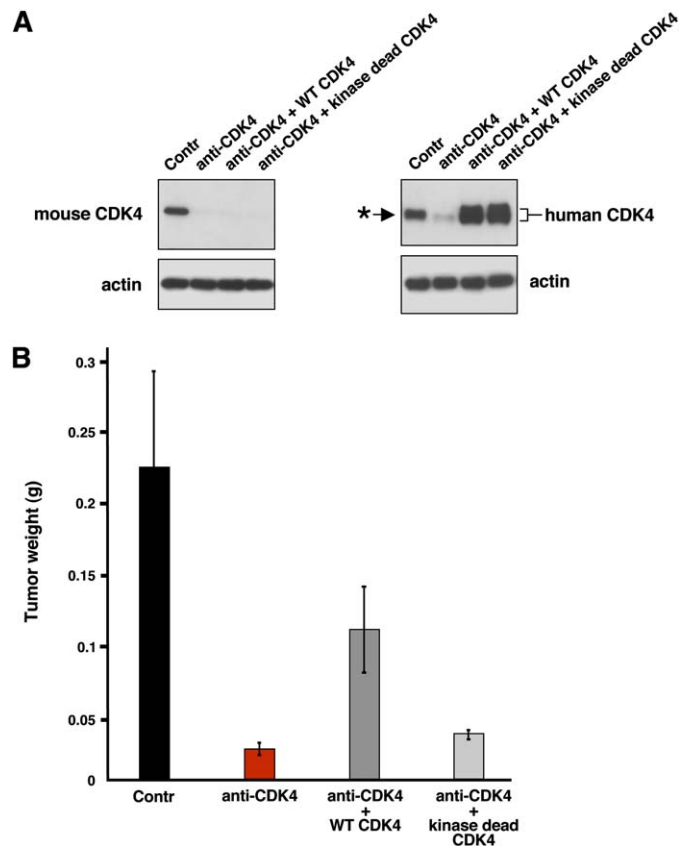 A
Contr
anti-CDK4
anti-CDK4 + WT CDK4
anti-CDK4 + kinase dead CDK4
mouse CDK4
actin
Contr
anti-CDK4
anti-CDK4 + WT CDK4
anti-CDK4 + kinase dead CDK4
*
human CDK4
actin
B
Tumor weight (g)
0.3
0.25
0.2
0.15
0.1
0.05
0
Contr
anti-CDK4
anti-CDK4
+
WT CDK4
anti-CDK4
+
kinase dead
CDK4